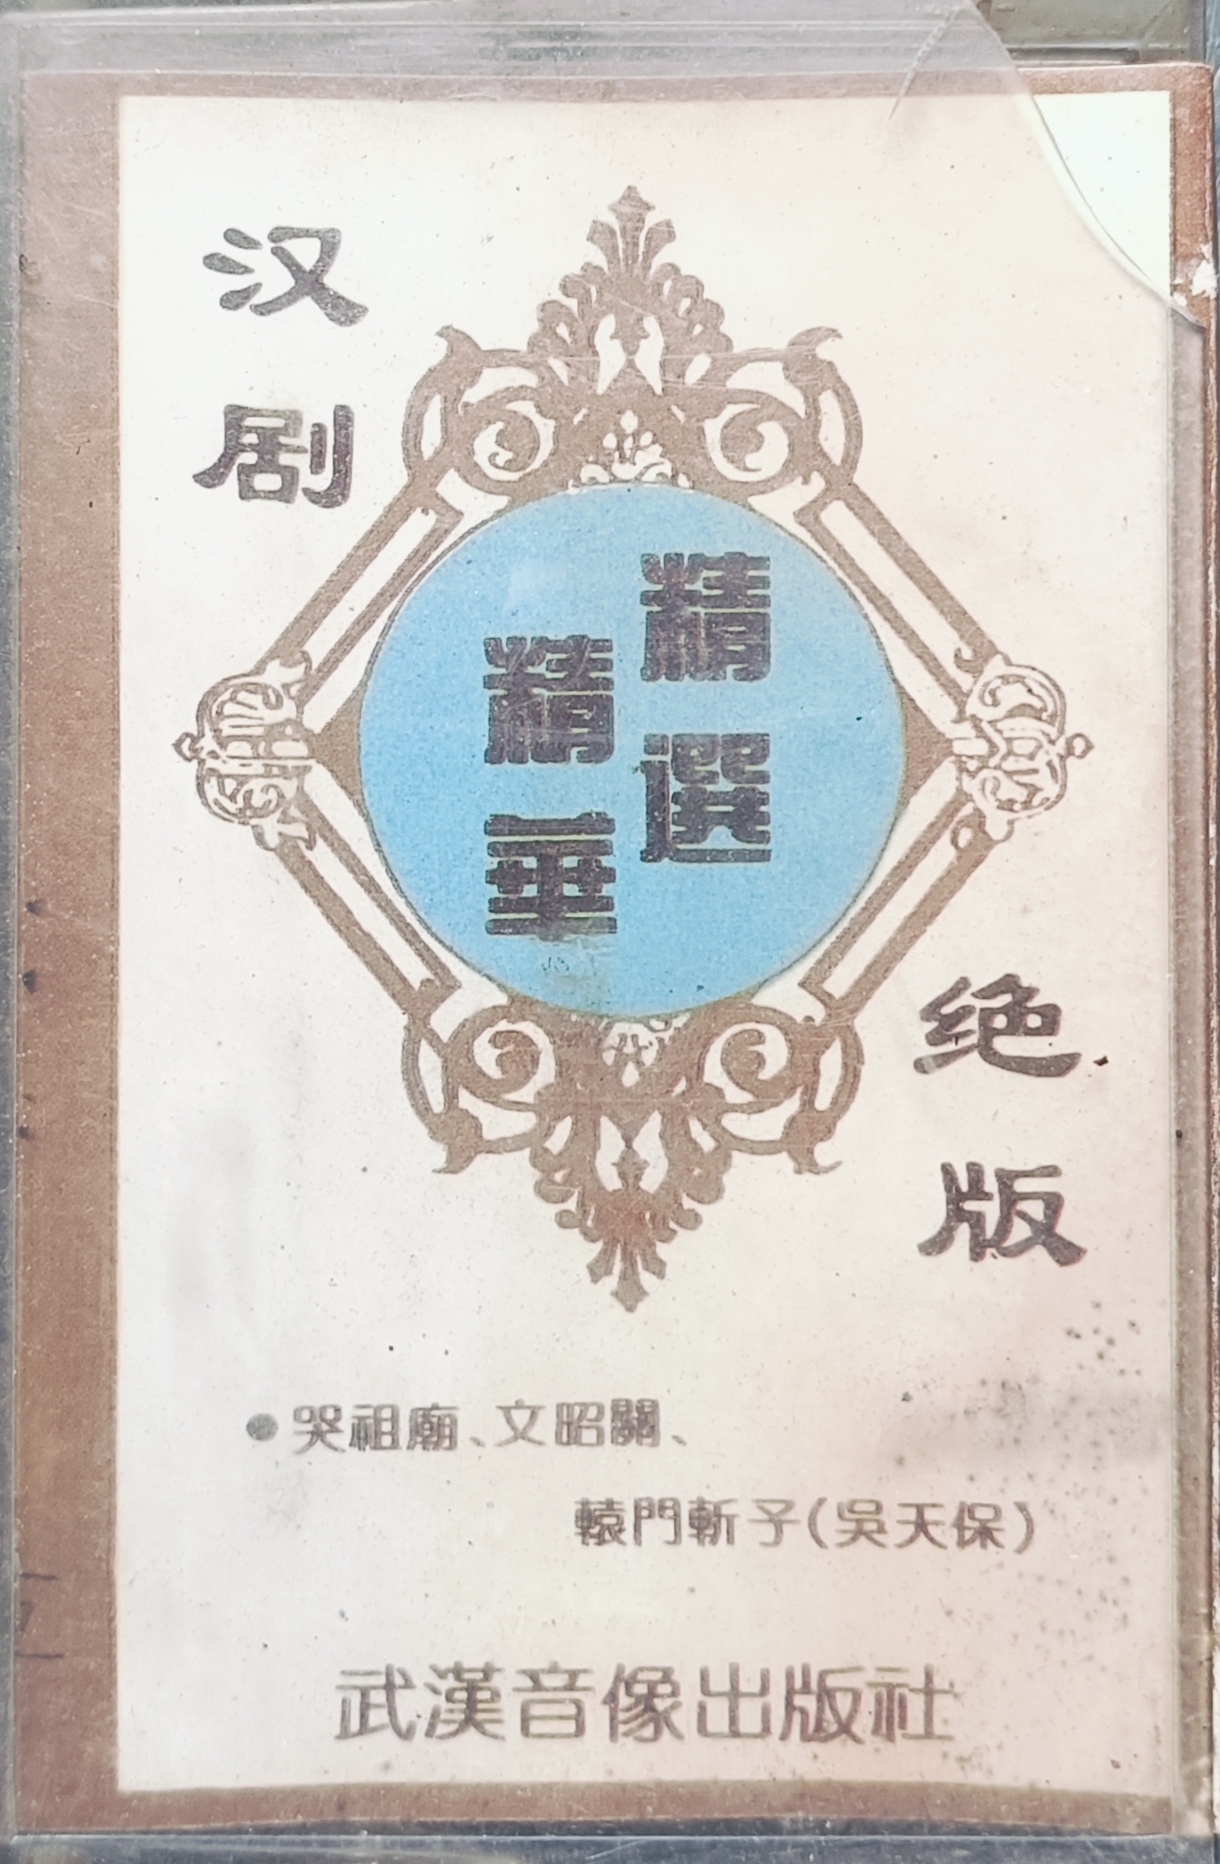 汉剧
精選
精華
绝版
●哭祖廟、文昭關、
轅門斬子(吳天保)
武漢音像出版社